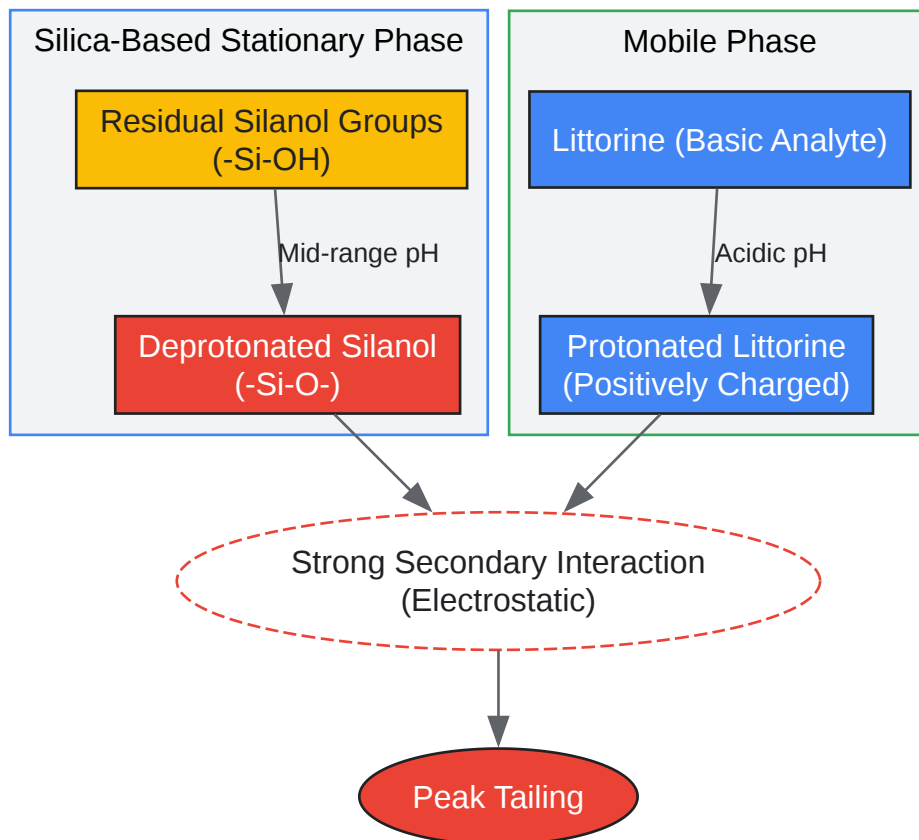 Silica-Based Stationary Phase
Residual Silanol Groups
(-Si-OH)
Mid-range pH
Deprotonated Silanol
(-Si-O-)
Mobile Phase
Littorine (Basic Analyte)
Acidic pH
Protonated Littorine
(Positively Charged)
Strong Secondary Interaction
(Electrostatic)
Peak Tailing